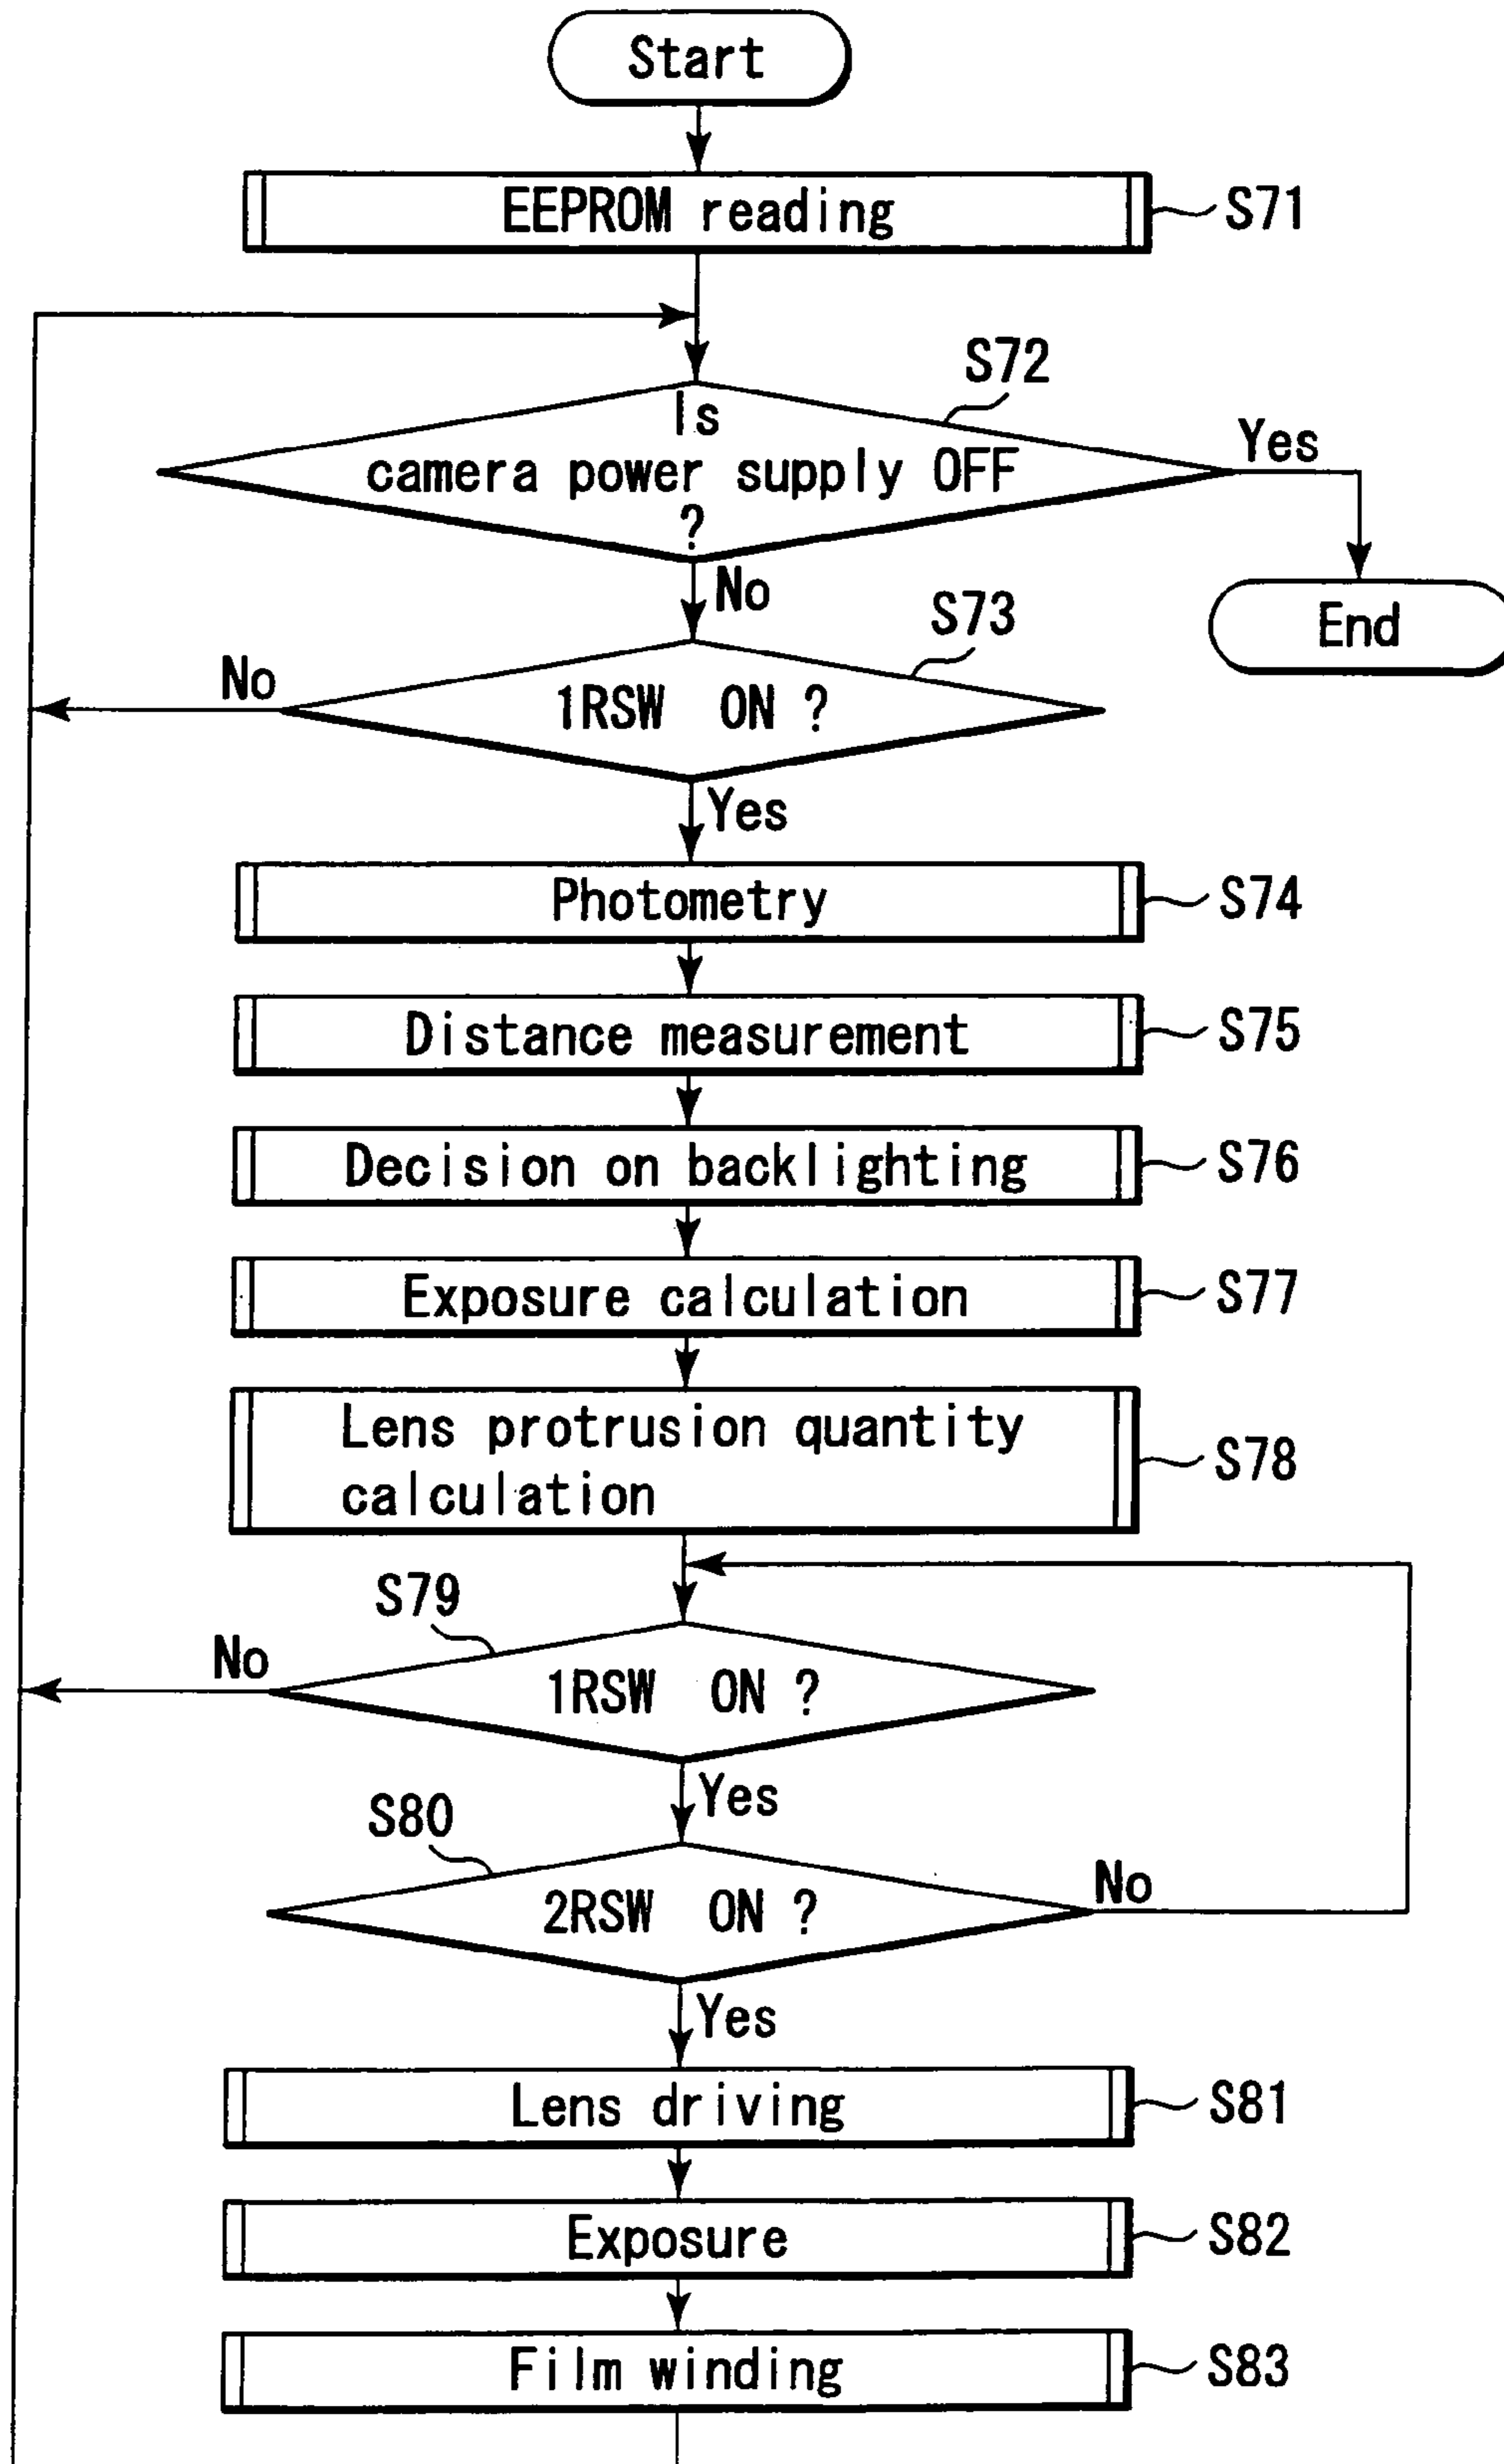 Start
EEPROM reading
S71
S72
Is
camera power supply OFF
?
Yes
No
End
S73
No
1RSW ON ?
Yes
Photometry
S74
Distance measurement
S75
Decision on backlighting
S76
Exposure calculation
S77
Lens protrusion quantity
calculation
S78
S79
No
1RSW ON ?
Yes
S80
2RSW ON ?
No
Yes
Lens driving
S81
Exposure
S82
Film winding
S83